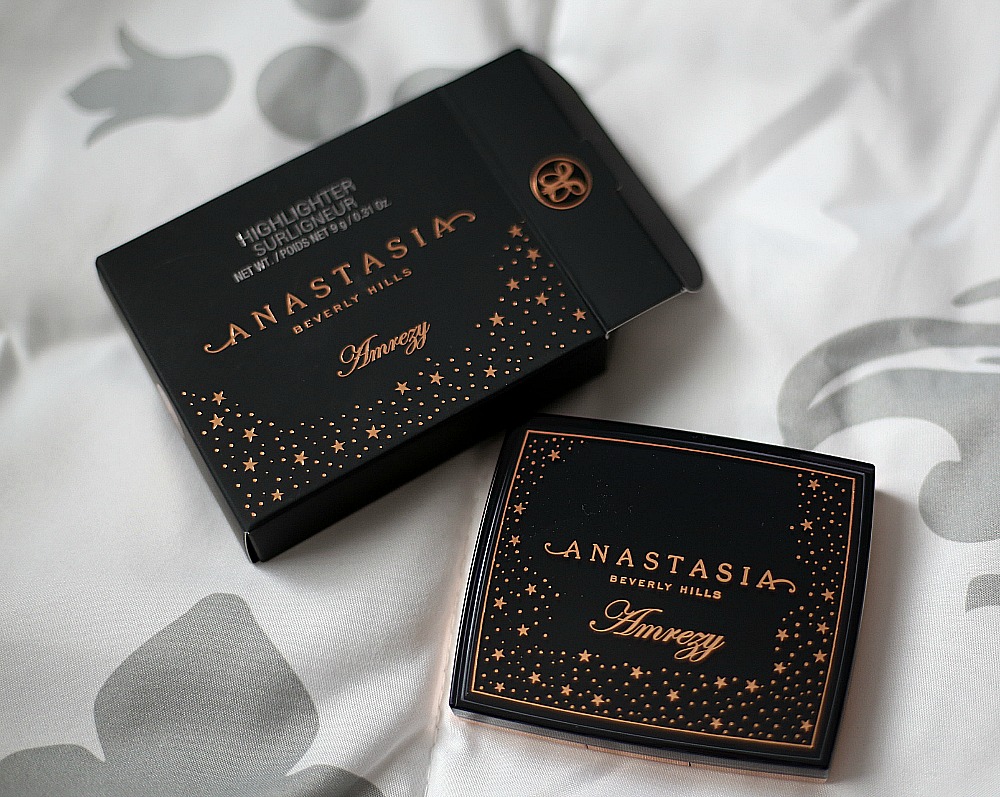 HIGHLIGHTER
SURLIGNEUR
NET WT. / POIDS NET 9 g / 0.31 Oz.
ANASTASIA
BEVERLY HILLS
Amrezy
ANASTASIA
BEVERLY HILLS
Amrezy